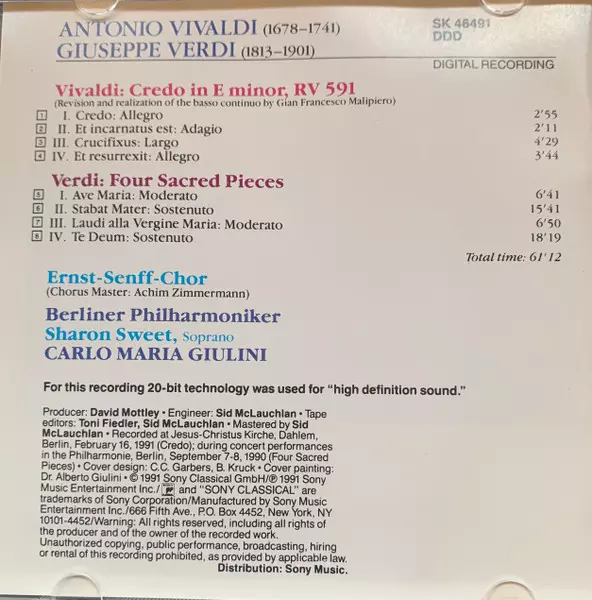 ANTONIO VIVALDI (1678–1741)
GIUSEPPE VERDI (1813–1901)
SK 46491
DDD
DIGITAL RECORDING
Vivaldi: Credo in E minor, RV 591
(Revision and realization of the basso continuo by Gian Francesco Malipiero)
1 I. Credo: Allegro 2'55
2 II. Et incarnatus est: Adagio 2'11
3 III. Crucifixus: Largo 4'29
4 IV. Et resurrexit: Allegro 3'44
Verdi: Four Sacred Pieces
5 I. Ave Maria: Moderato 6'41
6 II. Stabat Mater: Sostenuto 15'41
7 III. Laudi alla Vergine Maria: Moderato 6'50
8 IV. Te Deum: Sostenuto 18'19
Total time: 61'12
Ernst-Senff-Chor
(Chorus Master: Achim Zimmermann)
Berliner Philharmoniker
Sharon Sweet, Soprano
CARLO MARIA GIULINI
For this recording 20-bit technology was used for “high definition sound.”
Producer: David Mottley • Engineer: Sid McLauchlan • Tape
editors: Toni Fiedler, Sid McLauchlan • Mastered by Sid
McLauchlan • Recorded at Jesus-Christus Kirche, Dahlem,
Berlin, February 16, 1991 (Credo); during concert performances
in the Philharmonie, Berlin, September 7-8, 1990 (Four Sacred
Pieces) • Cover design: C.C. Garbers, B. Kruck • Cover painting:
Dr. Alberto Giulini • © 1991 Sony Classical GmbH/℗ 1991 Sony
Music Entertainment Inc./ and “SONY CLASSICAL” are
trademarks of Sony Corporation/Manufactured by Sony Music
Entertainment Inc./666 Fifth Ave., P.O. Box 4452, New York, NY
10101-4452/Warning: All rights reserved, including all rights of
the producer and of the owner of the recorded work.
Unauthorized copying, public performance, broadcasting, hiring
or rental of this recording prohibited, as provided by applicable law.
Distribution: Sony Music.